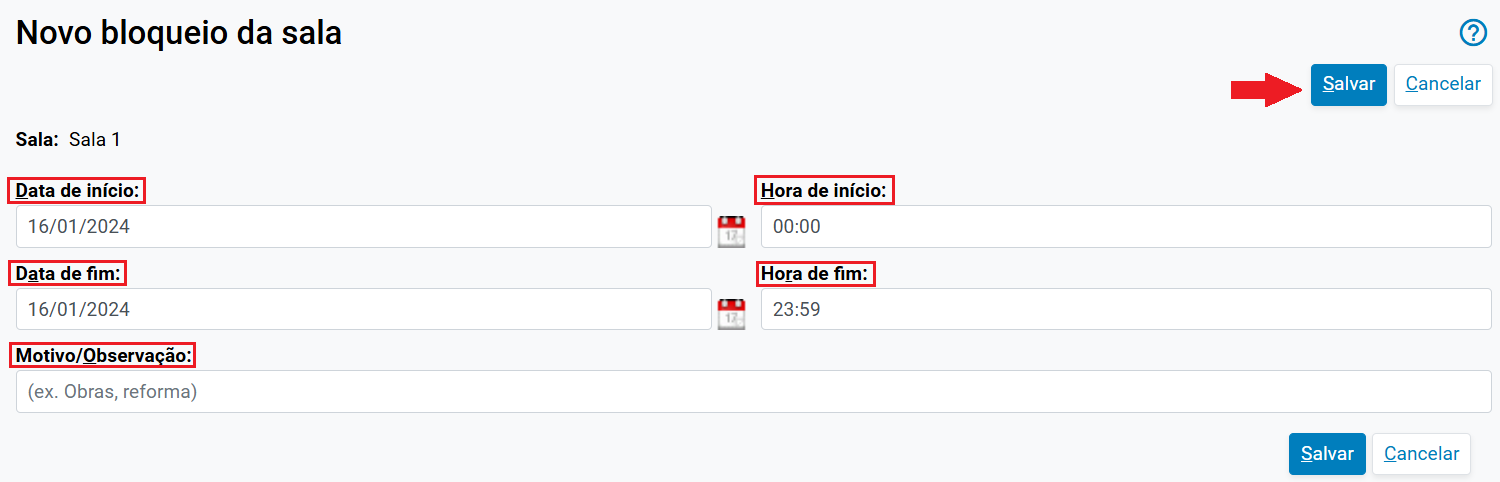 Novo bloqueio da sala
Salvar Cancelar
Sala: Sala 1
Data de início: Hora de início:
16/01/2024 17 00:00
Data de fim: Hora de fim:
16/01/2024 17 23:59
Motivo/Observação:
(ex. Obras, reforma)
Salvar Cancelar